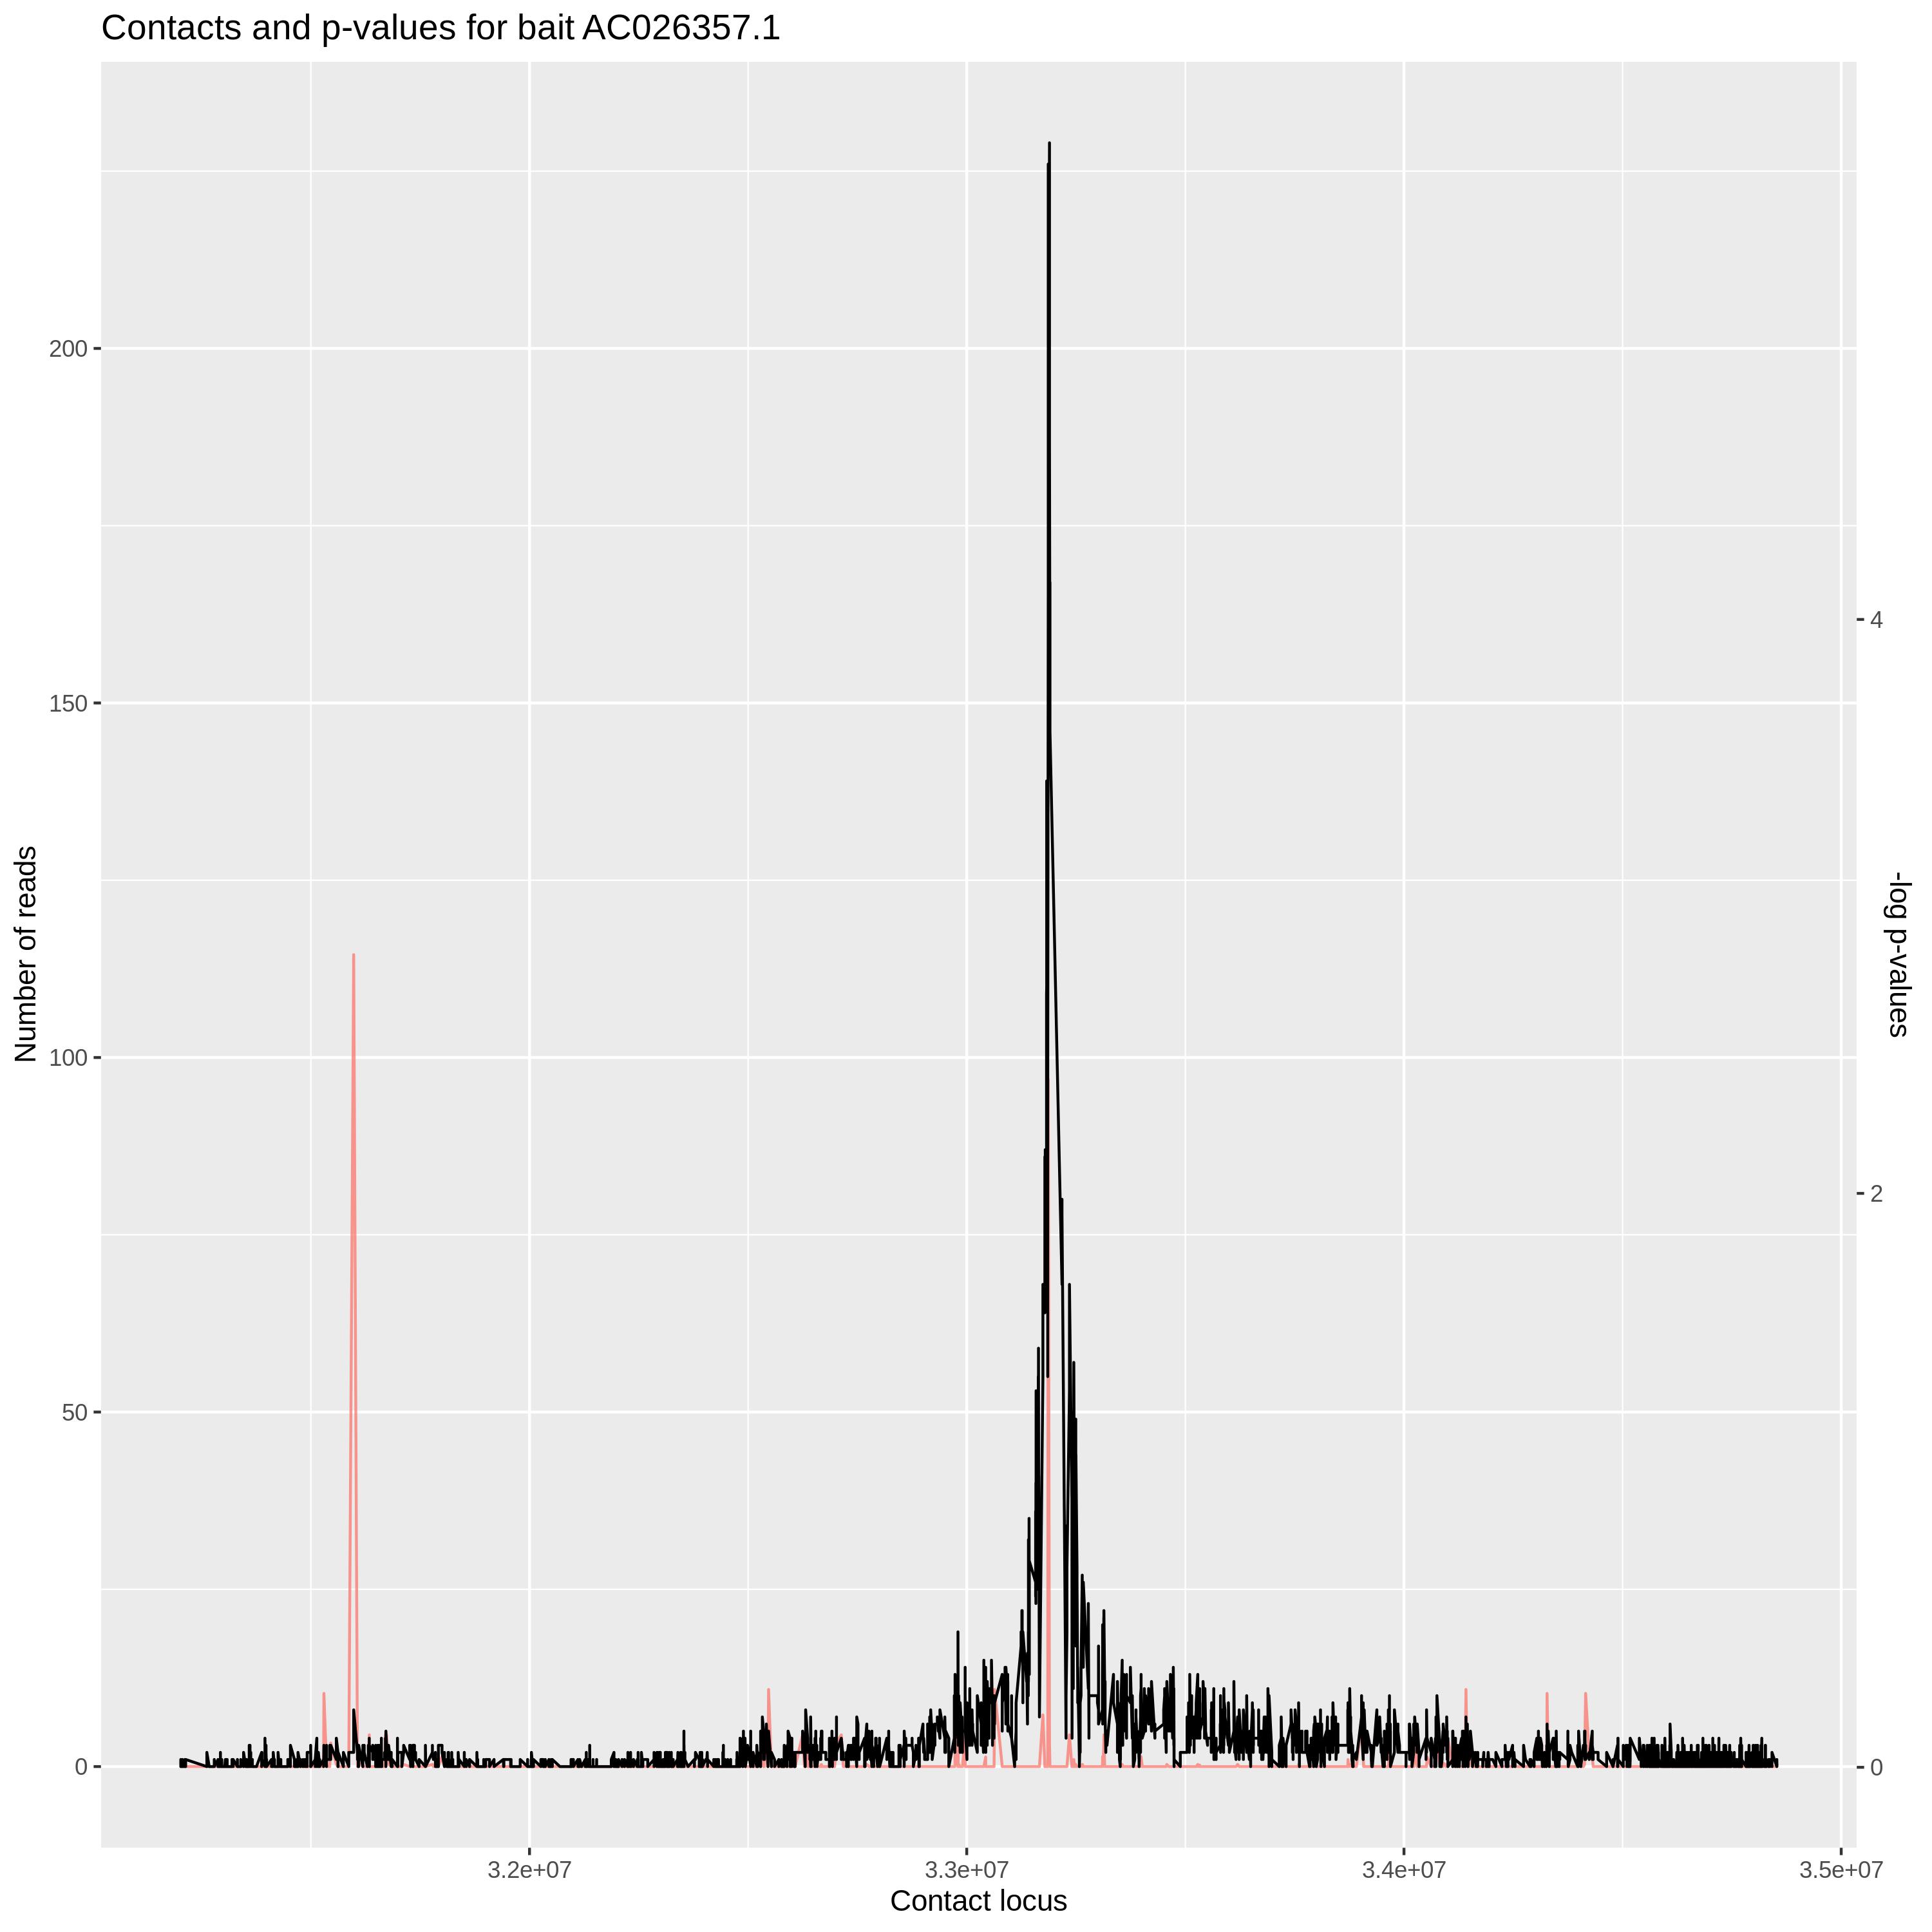 Contacts and p-values for bait AC026357.1
Number of reads
200
150
100
50
0
4
2
0
-log p-values
3.2e+07 3.3e+07 3.4e+07 3.5e+07
Contact locus